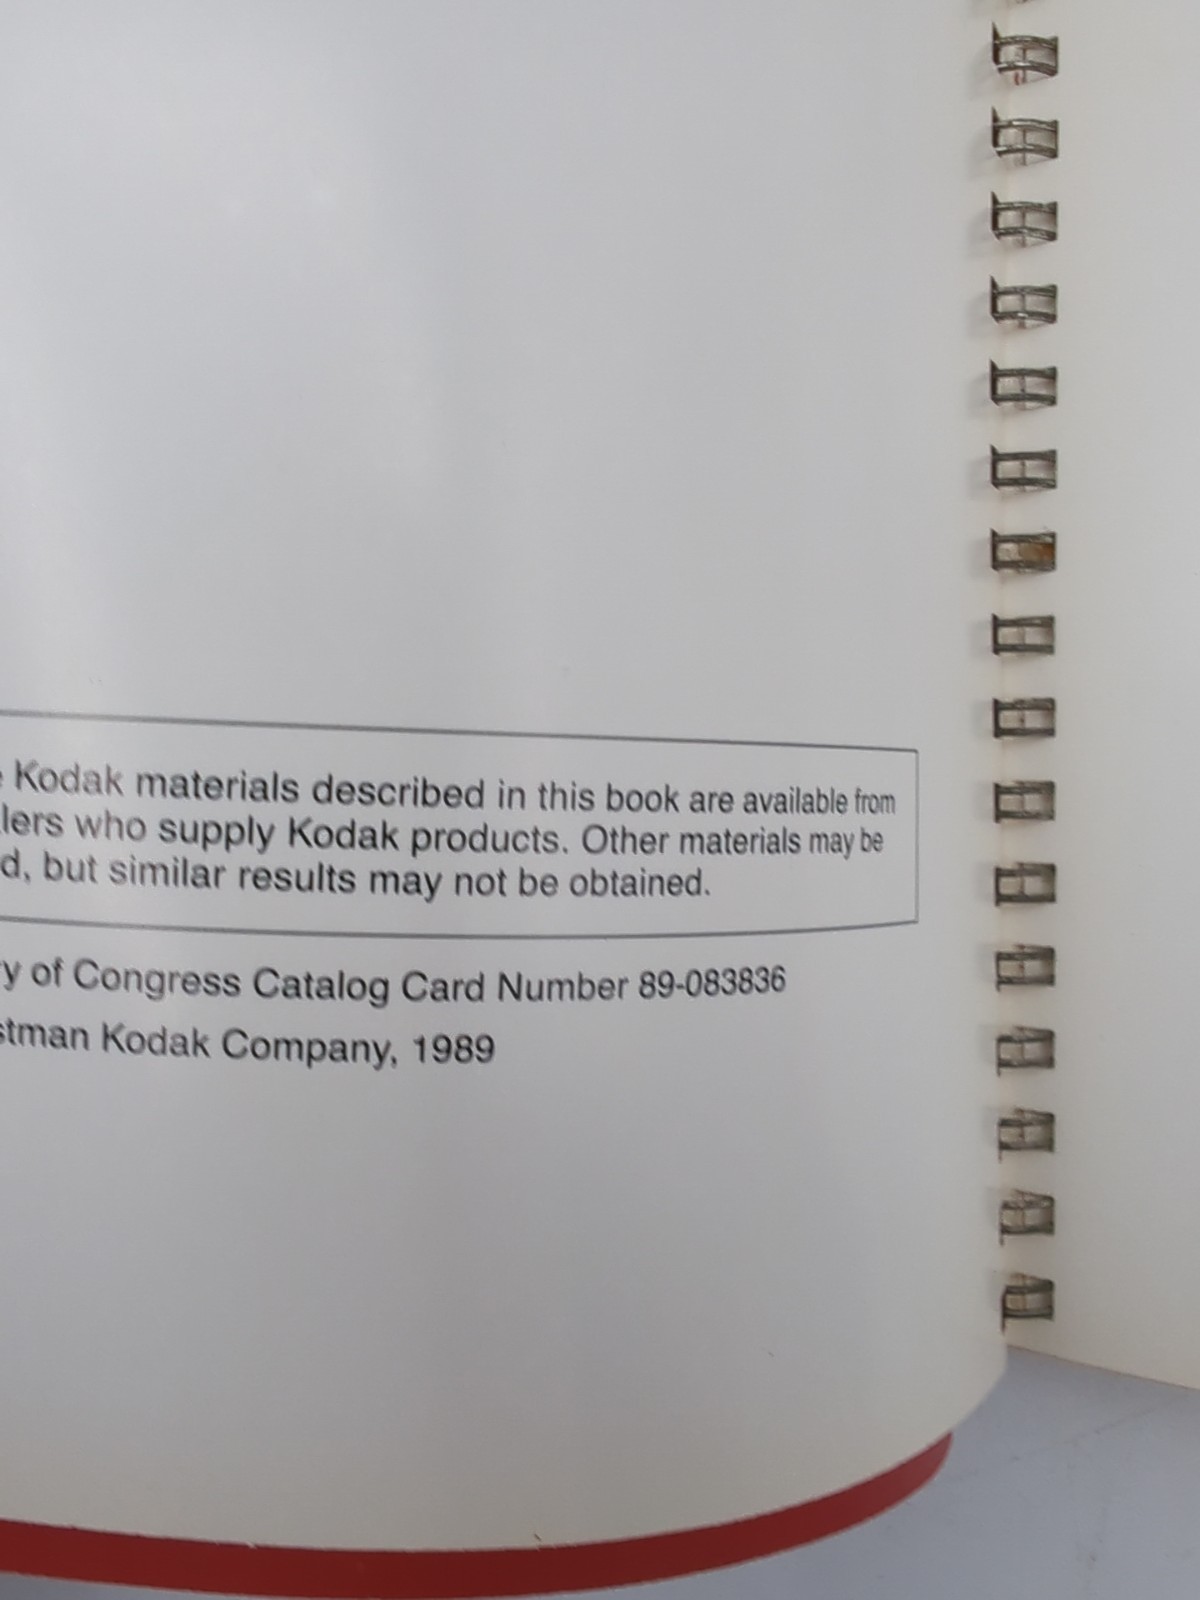 Kodak materials described in this book are available from
lers who supply Kodak products. Other materials may be
d, but similar results may not be obtained.
y of Congress Catalog Card Number 89-083836
stman Kodak Company, 1989